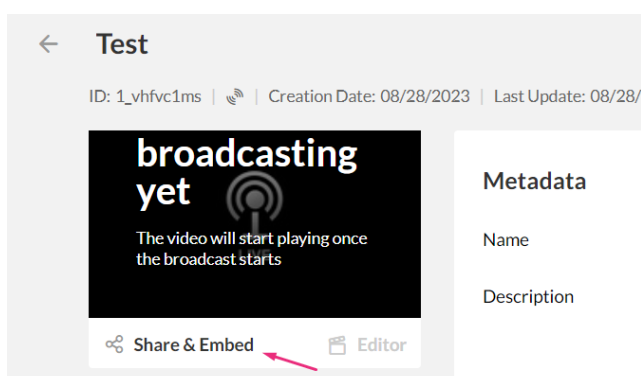 Test
ID: 1_vhfvc1ms | Creation Date: 08/28/2023 | Last Update: 08/28/
broadcasting
yet
The video will start playing once
the broadcast starts
LIVE
Share & Embed
Editor
Metadata
Name
Description